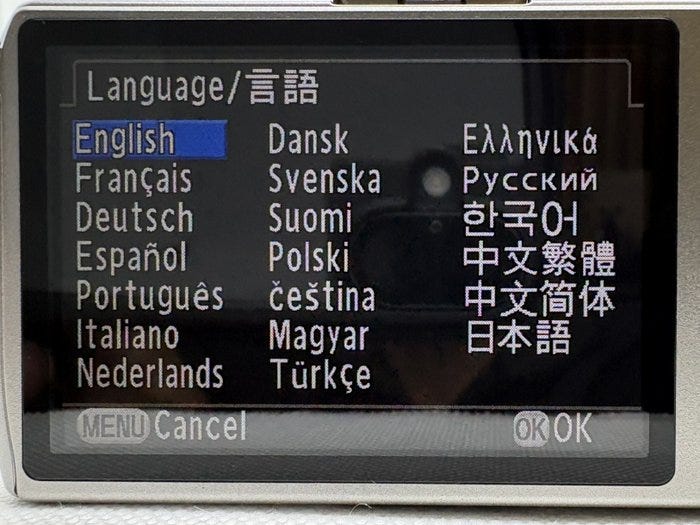 Language/言語
English Dansk Ελληνικά
Français Svenska Русский
Deutsch Suomi 한국어
Español Polski 中文繁體
Português čeština 中文简体
Italiano Magyar 日本語
Nederlands Türkçe
MENU Cancel OK OK